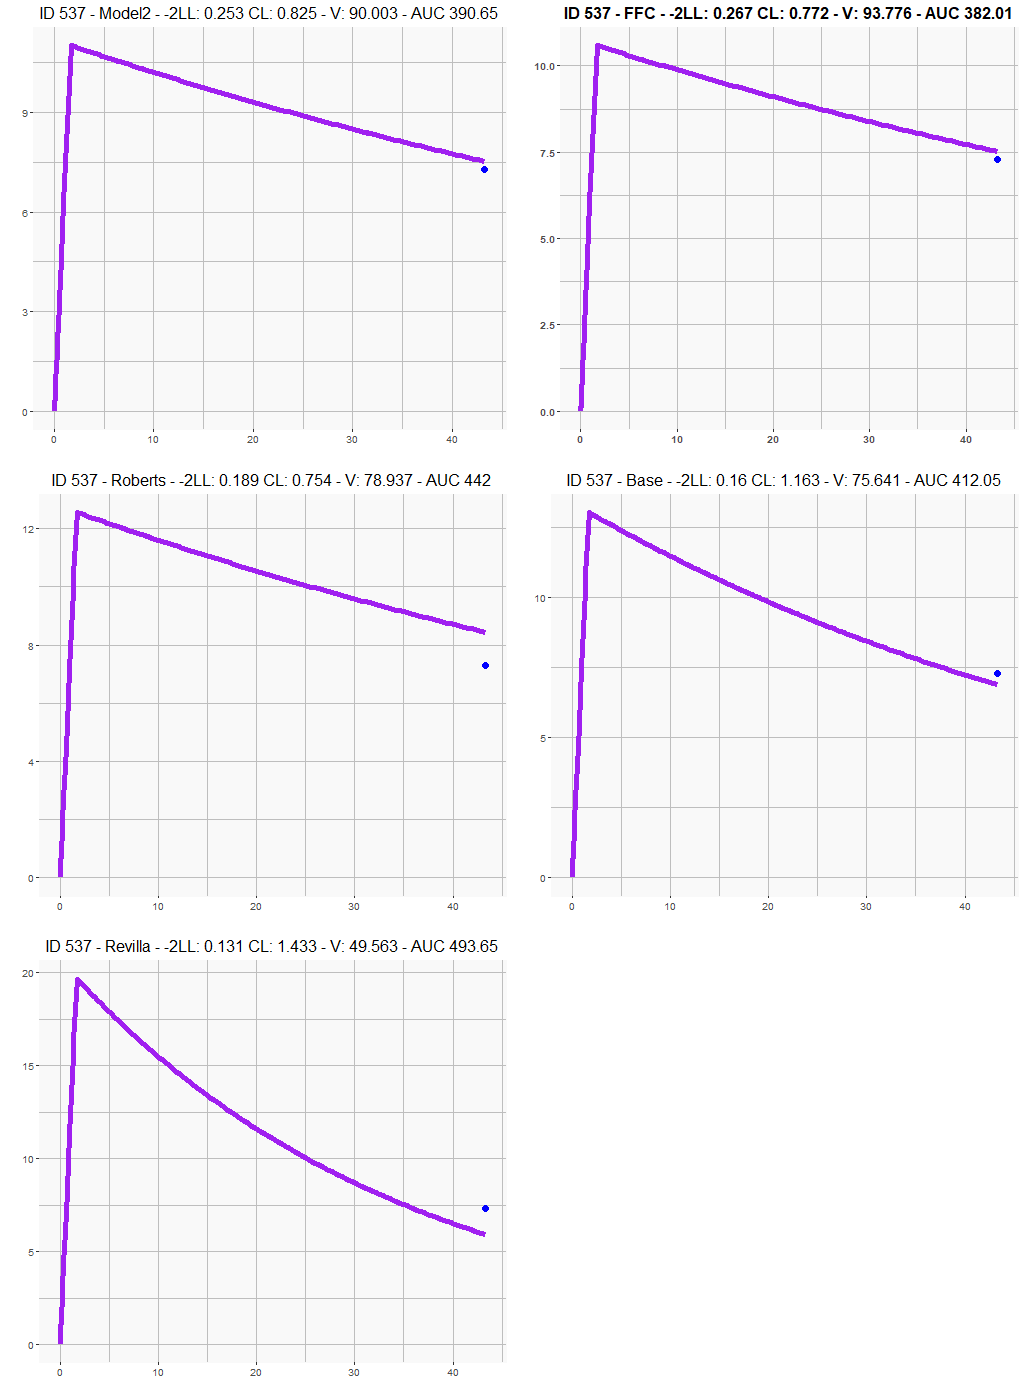 ID 537 - Model2 - -2LL: 0.253 CL: 0.825 - V: 90.003 - AUC 390.65
9
6
3
0
0 10 20 30 40
ID 537 - FFC - -2LL: 0.267 CL: 0.772 - V: 93.776 - AUC 382.01
10.0
7.5
5.0
2.5
0.0
0 10 20 30 40
ID 537 - Roberts - -2LL: 0.189 CL: 0.754 - V: 78.937 - AUC 442
12
8
4
0
0 10 20 30 40
ID 537 - Base - -2LL: 0.16 CL: 1.163 - V: 75.641 - AUC 412.05
10
5
0
0 10 20 30 40
ID 537 - Revilla - -2LL: 0.131 CL: 1.433 - V: 49.563 - AUC 493.65
20
15
10
5
0
0 10 20 30 40